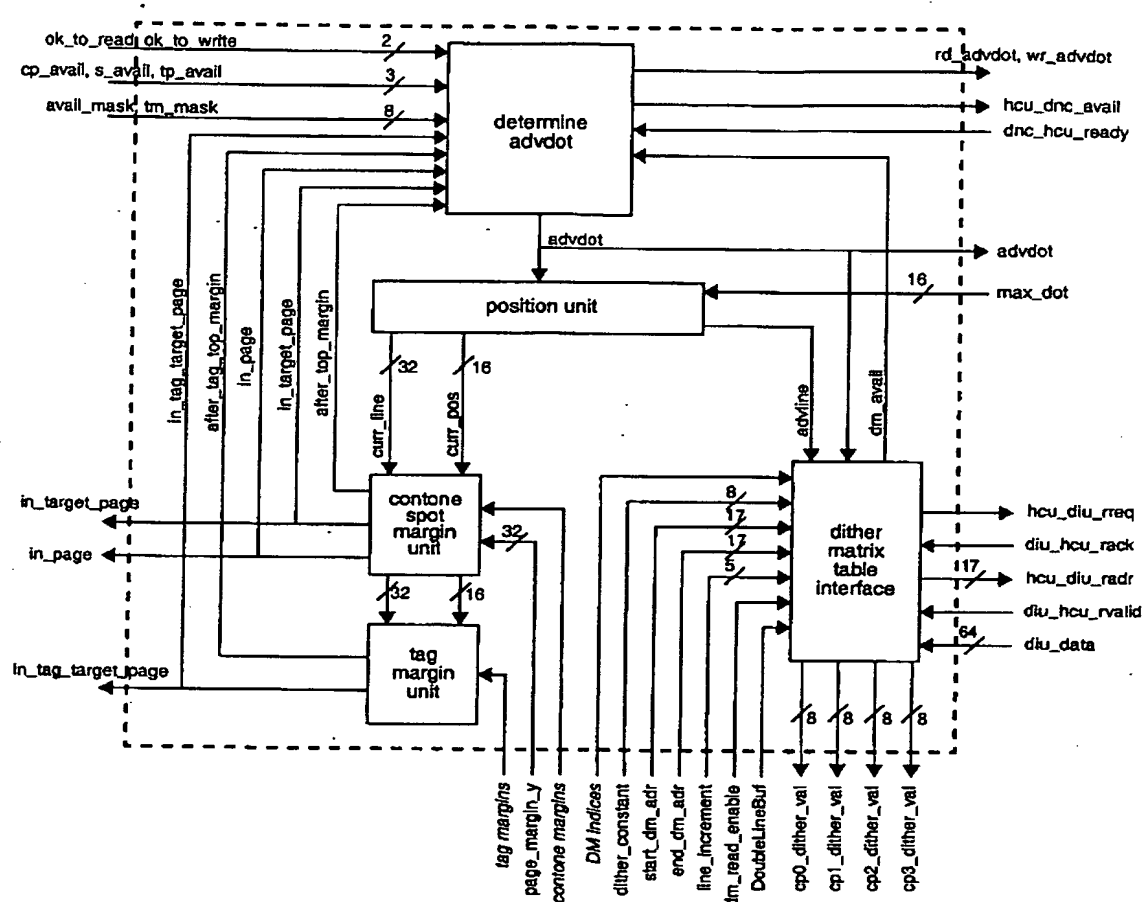 ok_to_read, ok_to_write
2
cp_avail, s_avail, tp_avail
3
avail_mask, tm_mask
8
determine
advdot
rd_advdot, wr_advdot
hcu_dnc_avail
dnc_hcu_ready
advdot
advdot
position unit
16
max_dot
in_tag_target_page
after_tag_top_margin
in_page
in_target_page
after_top_margin
32
16
curr_line
curr_pos
advline
dm_avail
in_target_page
in_page
in_tag_target_page
contone
spot
margin
unit
32
32
16
tag
margin
unit
8
17
17
5
dither
matrix
table
interface
hcu_diu_rreq
diu_hcu_rack
17
hcu_diu_radr
diu_hcu_rvalid
64
diu_data
8
8
8
8
tag margins
page_margin_y
contone margins
DM indices
dither_constant
start_dm_adr
end_dm_adr
line_increment
dm_read_enable
DoubleLineBuf
cp0_dither_val
cp1_dither_val
cp2_dither_val
cp3_dither_val